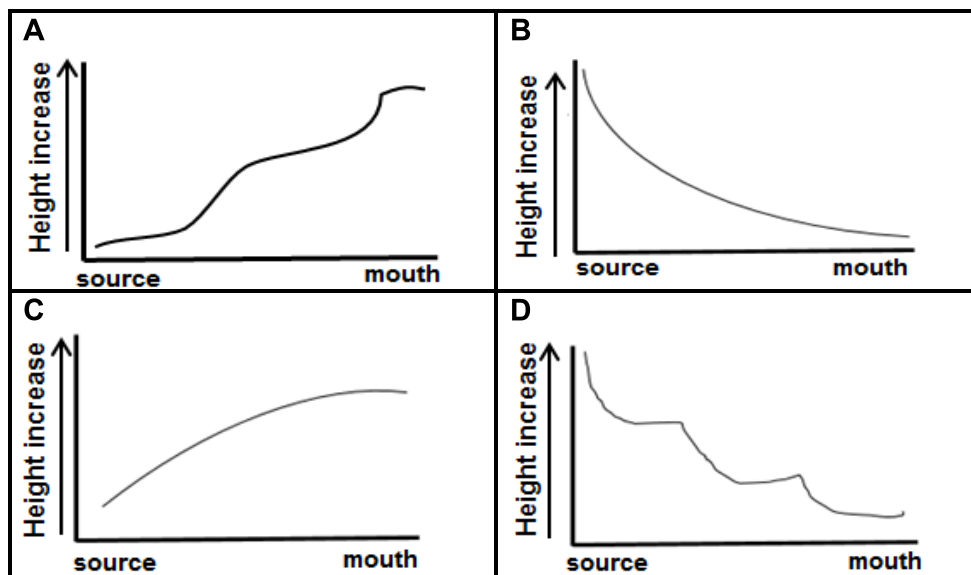 A
Height increase
source
mouth
B
Height increase
source
mouth
C
Height increase
source
mouth
D
Height increase
source
mouth